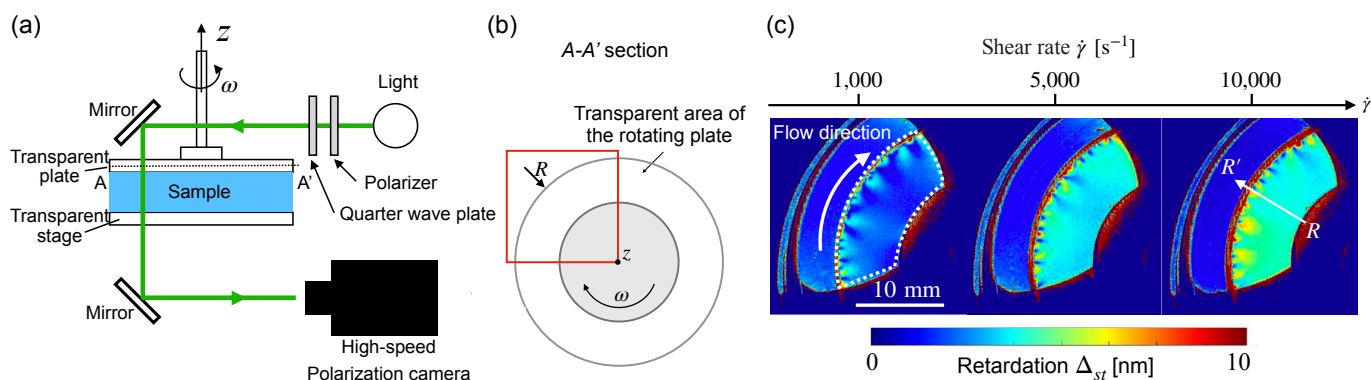 (a)
z
ω
Light
Mirror
Transparent
plate
A
A'
Sample
Polarizer
Quarter wave plate
Transparent
stage
Mirror
High-speed
Polarization camera
(b)
A-A' section
Transparent area of
the rotating plate
R
z
ω
(c)
Shear rate γ̇ [s⁻¹]
1,000
5,000
10,000
γ̇
Flow direction
10 mm
R'
R
0
10
Retardation Δst [nm]